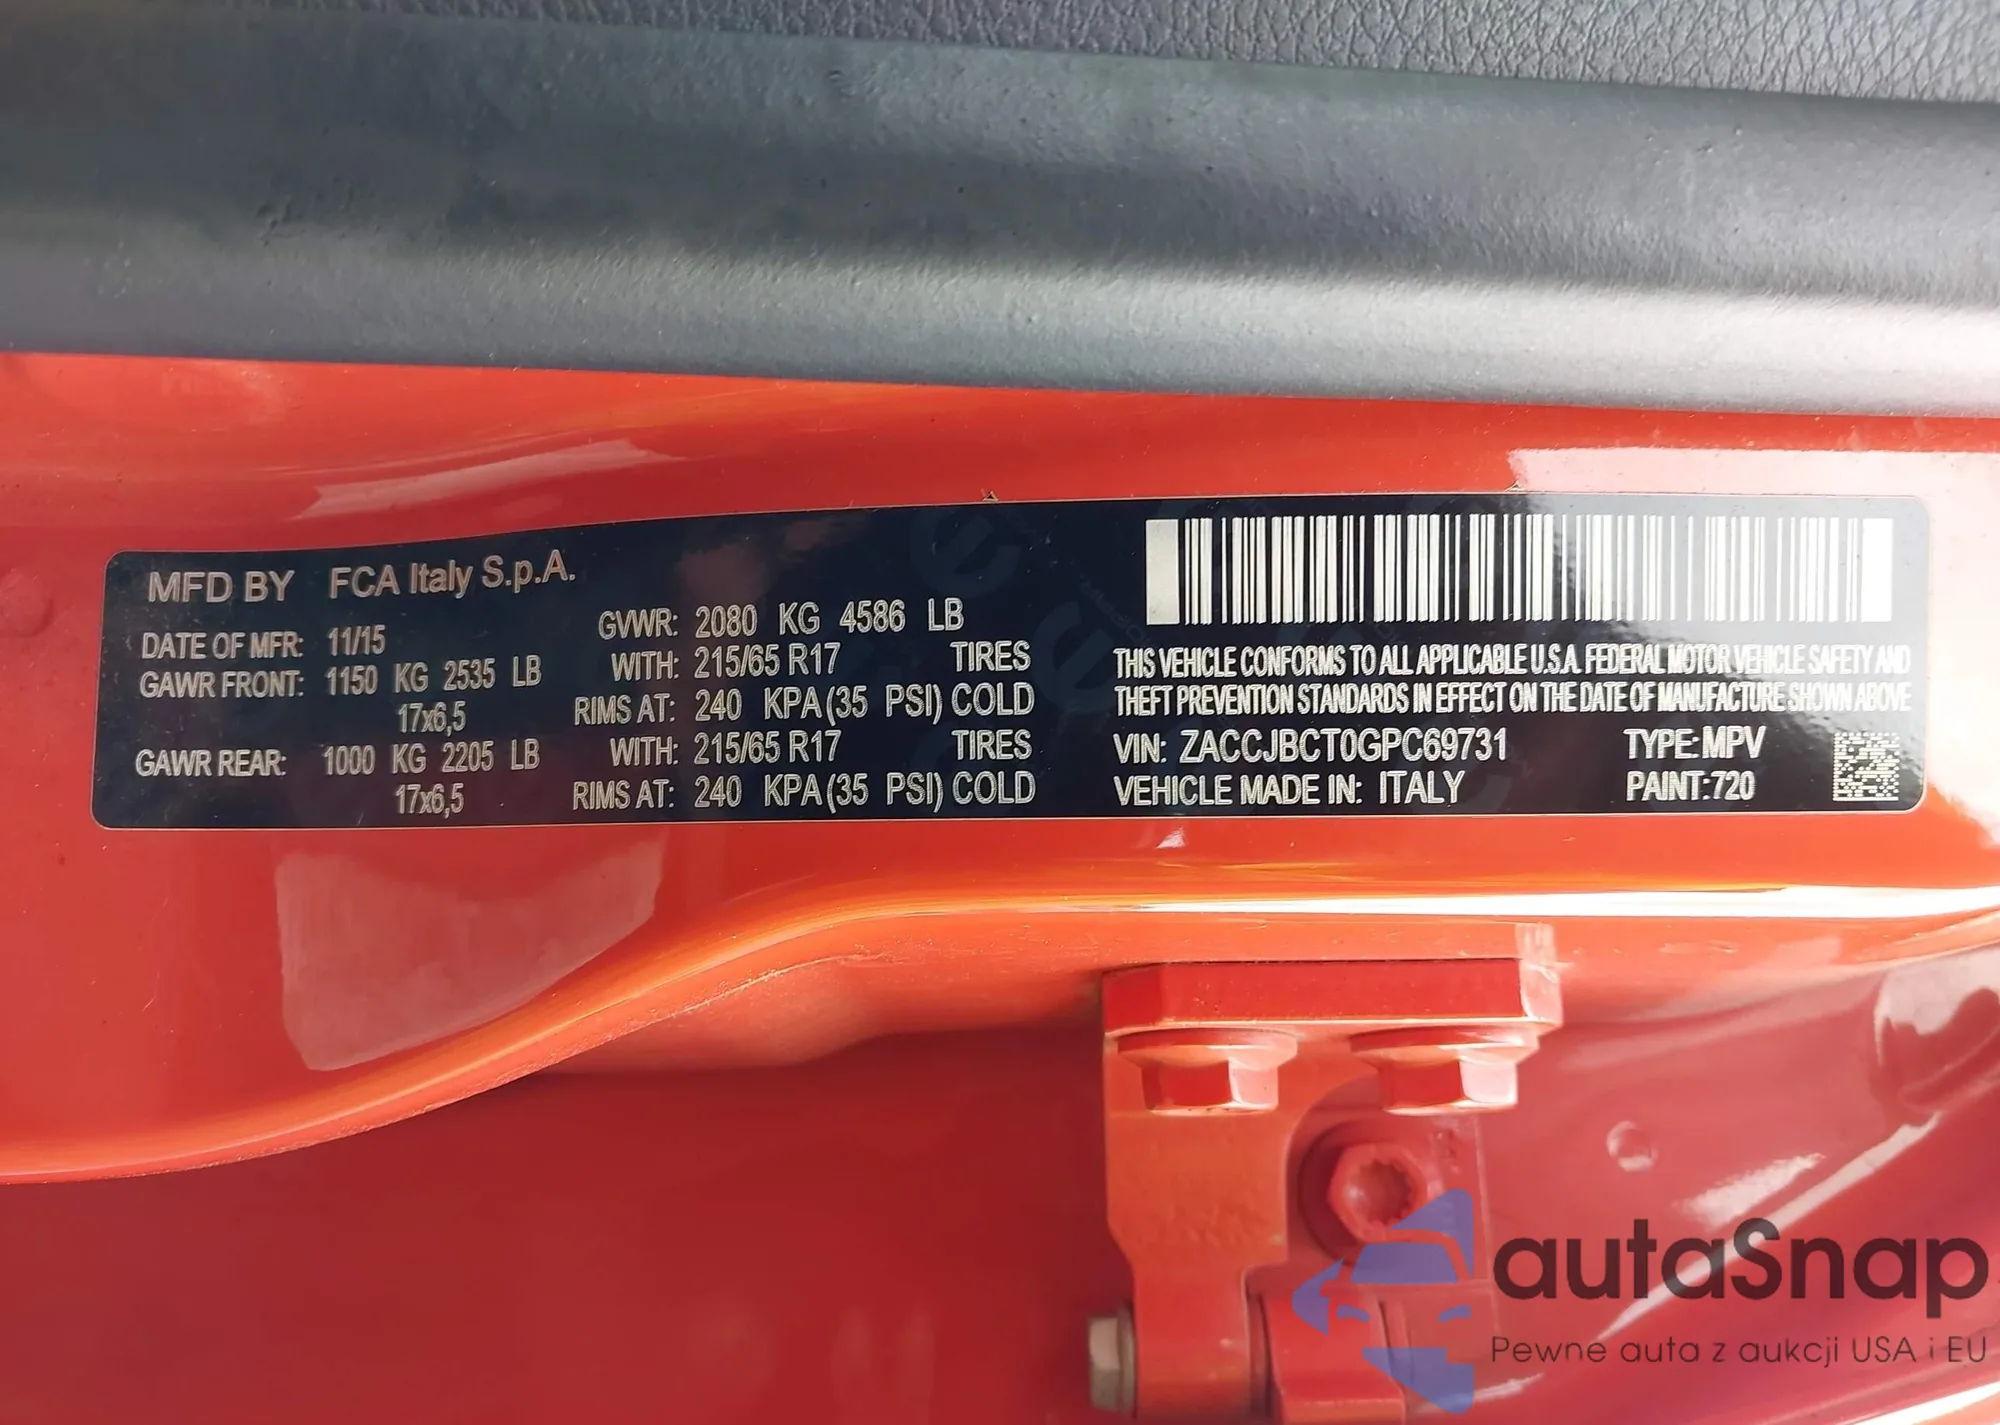 MFD BY FCA Italy S.p.A.
DATE OF MFR: 11/15 GVWR: 2080 KG 4586 LB
GAWR FRONT: 1150 KG 2535 LB WITH: 215/65 R17 TIRES
17x6,5 RIMS AT: 240 KPA(35 PSI) COLD
GAWR REAR: 1000 KG 2205 LB WITH: 215/65 R17 TIRES
17x6,5 RIMS AT: 240 KPA(35 PSI) COLD
THIS VEHICLE CONFORMS TO ALL APPLICABLE U.S.A. FEDERAL MOTOR VEHICLE SAFETY AND
THEFT PREVENTION STANDARDS IN EFFECT ON THE DATE OF MANUFACTURE SHOWN ABOVE
VIN: ZACCJBCT0GPC69731 TYPE: MPV
VEHICLE MADE IN: ITALY PAINT: 720
autaSnap
Pewne auta z aukcji USA i EU